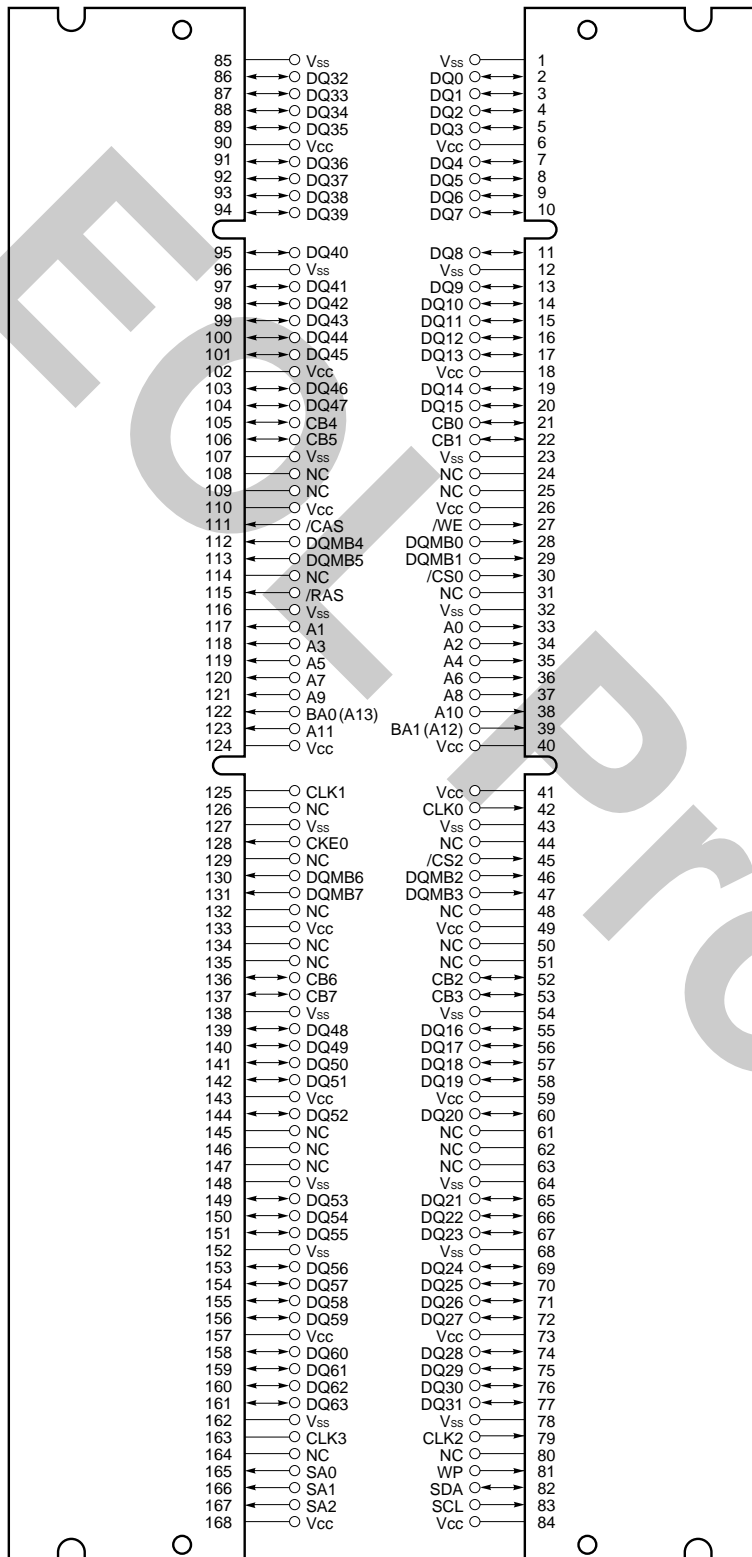 85 Vss Vss 1
86 DQ32 DQ0 2
87 DQ33 DQ1 3
88 DQ34 DQ2 4
89 DQ35 DQ3 5
90 Vcc Vcc 6
91 DQ36 DQ4 7
92 DQ37 DQ5 8
93 DQ38 DQ6 9
94 DQ39 DQ7 10
95 DQ40 DQ8 11
96 Vss Vss 12
97 DQ41 DQ9 13
98 DQ42 DQ10 14
99 DQ43 DQ11 15
100 DQ44 DQ12 16
101 DQ45 DQ13 17
102 Vcc Vcc 18
103 DQ46 DQ14 19
104 DQ47 DQ15 20
105 CB4 CB0 21
106 CB5 CB1 22
107 Vss Vss 23
108 NC NC 24
109 NC NC 25
110 Vcc Vcc 26
111 /CAS /WE 27
112 DQMB4 DQMB0 28
113 DQMB5 DQMB1 29
114 NC /CS0 30
115 /RAS NC 31
116 Vss Vss 32
117 A1 A0 33
118 A3 A2 34
119 A5 A4 35
120 A7 A6 36
121 A9 A8 37
122 BA0 (A13) A10 38
123 A11 BA1 (A12) 39
124 Vcc Vcc 40
125 CLK1 Vcc 41
126 NC CLK0 42
127 Vss Vss 43
128 CKE0 NC 44
129 NC /CS2 45
130 DQMB6 DQMB2 46
131 DQMB7 DQMB3 47
132 NC NC 48
133 Vcc Vcc 49
134 NC NC 50
135 NC NC 51
136 CB6 CB2 52
137 CB7 CB3 53
138 Vss Vss 54
139 DQ48 DQ16 55
140 DQ49 DQ17 56
141 DQ50 DQ18 57
142 DQ51 DQ19 58
143 Vcc Vcc 59
144 DQ52 DQ20 60
145 NC NC 61
146 NC NC 62
147 NC NC 63
148 Vss Vss 64
149 DQ53 DQ21 65
150 DQ54 DQ22 66
151 DQ55 DQ23 67
152 Vss Vss 68
153 DQ56 DQ24 69
154 DQ57 DQ25 70
155 DQ58 DQ26 71
156 DQ59 DQ27 72
157 Vcc Vcc 73
158 DQ60 DQ28 74
159 DQ61 DQ29 75
160 DQ62 DQ30 76
161 DQ63 DQ31 77
162 Vss Vss 78
163 CLK3 CLK2 79
164 NC NC 80
165 SA0 WP 81
166 SA1 SDA 82
167 SA2 SCL 83
168 Vcc Vcc 84
EOL Pro